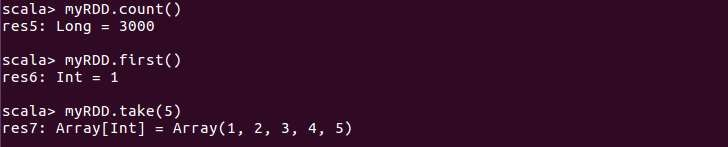 scala> myRDD.count()
res5: Long = 3000
scala> myRDD.first()
res6: Int = 1
scala> myRDD.take(5)
res7: Array[Int] = Array(1, 2, 3, 4, 5)